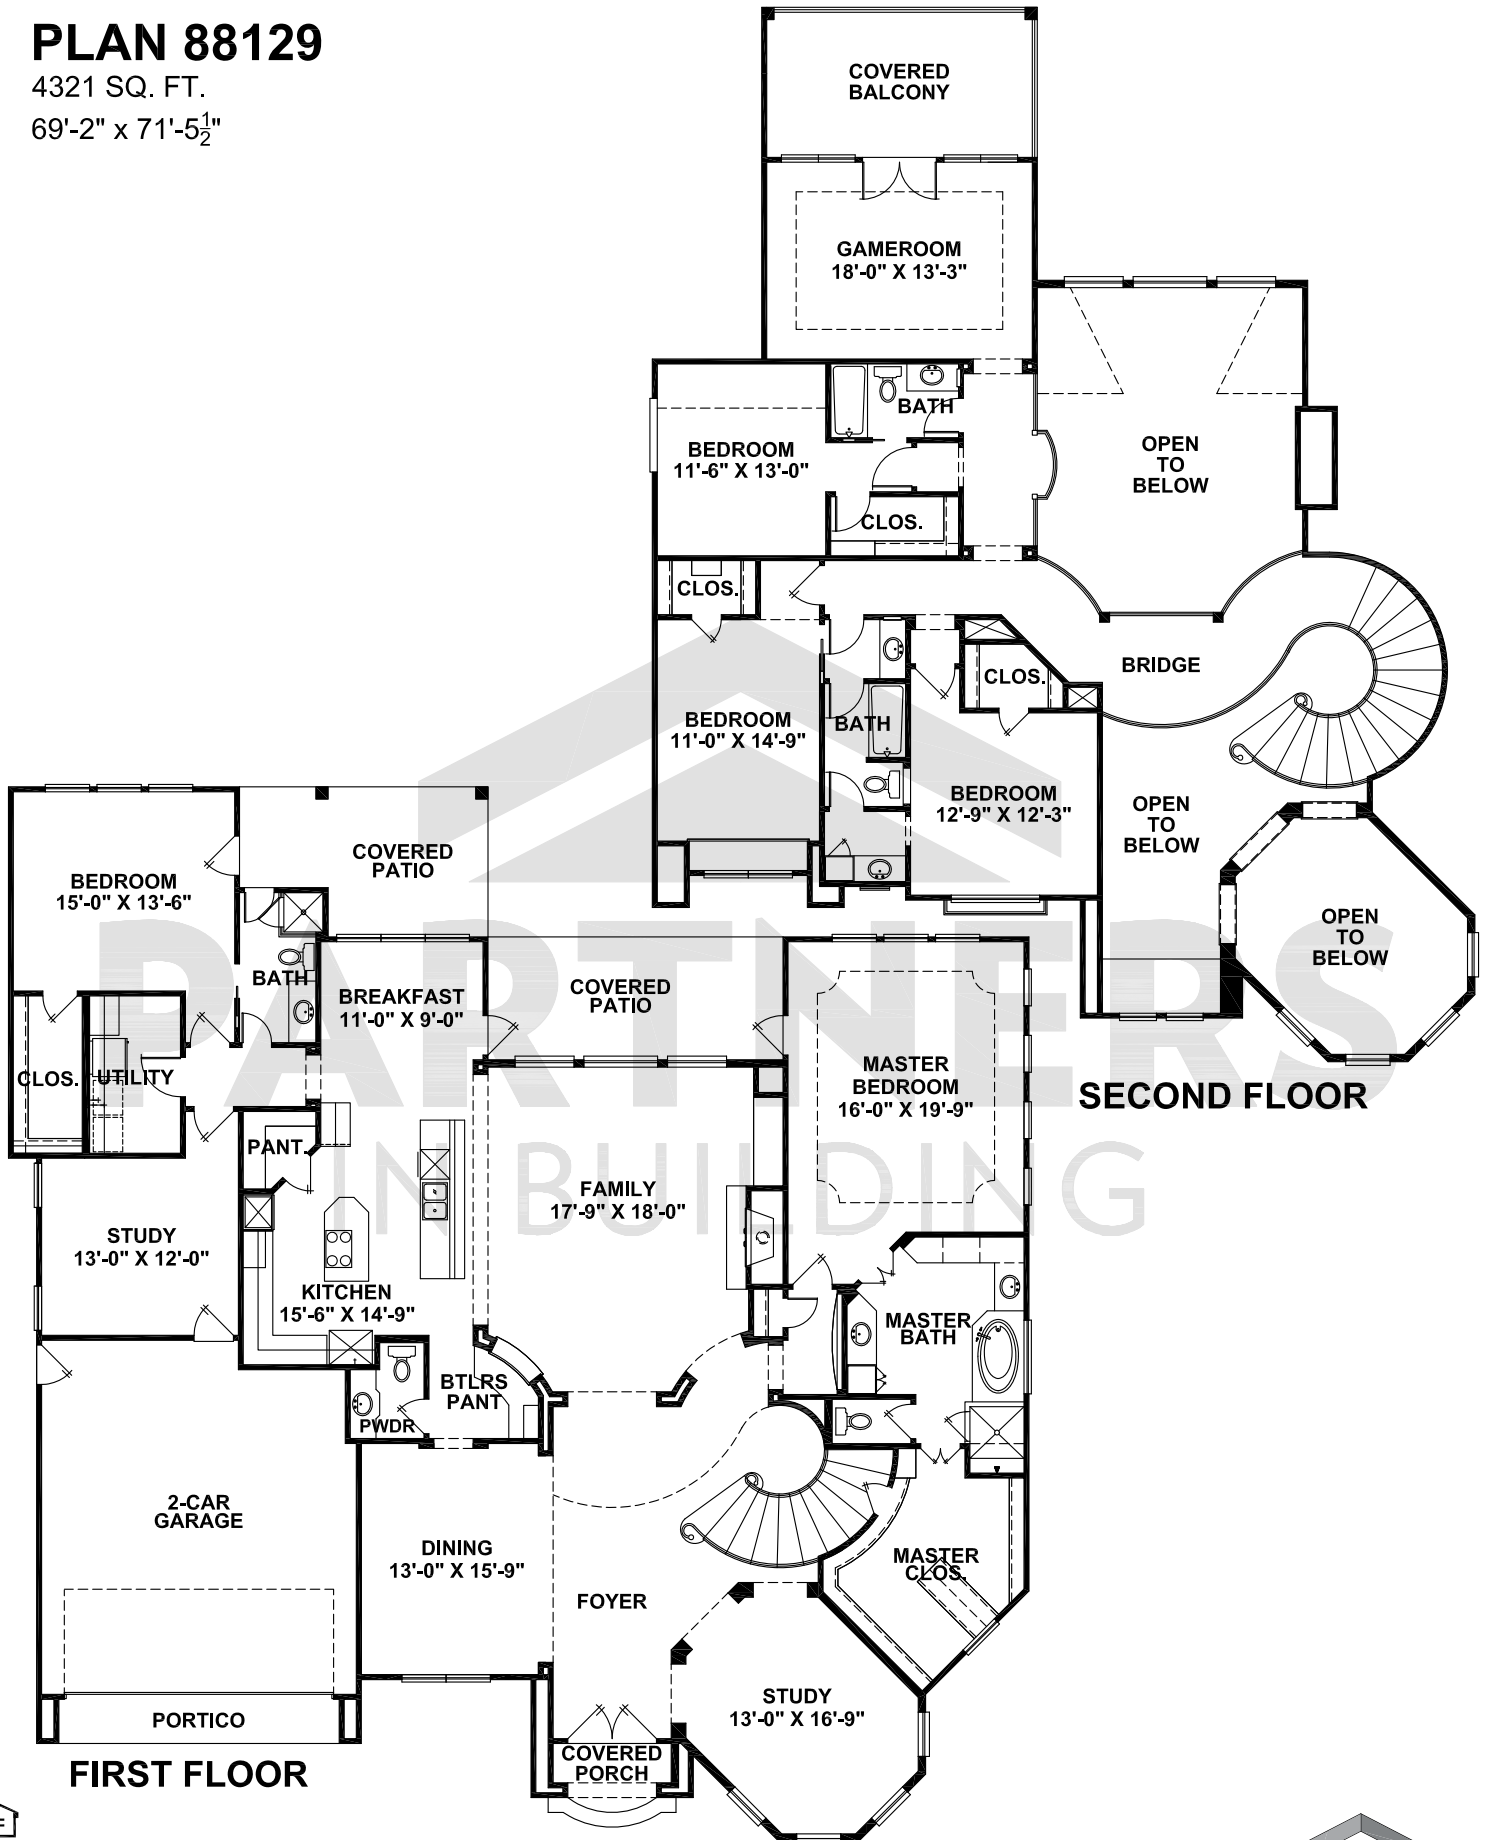 PLAN 88129
4321 SQ. FT.
69'-2" x 71'-5½"
COVERED
BALCONY
GAMEROOM
18'-0" X 13'-3"
BATH
BEDROOM
11'-6" X 13'-0"
OPEN
TO
BELOW
CLOS.
CLOS.
BRIDGE
CLOS.
BEDROOM
11'-0" X 14'-9"
BATH
BEDROOM
12'-9" X 12'-3"
OPEN
TO
BELOW
OPEN
TO
BELOW
SECOND FLOOR
COVERED
PATIO
BEDROOM
15'-0" X 13'-6"
BATH
BREAKFAST
11'-0" X 9'-0"
COVERED
PATIO
CLOS.
UTILITY
MASTER
BEDROOM
16'-0" X 19'-9"
PANT.
FAMILY
17'-9" X 18'-0"
STUDY
13'-0" X 12'-0"
KITCHEN
15'-6" X 14'-9"
MASTER
BATH
BTLRS
PANT
PWDR
2-CAR
GARAGE
DINING
13'-0" X 15'-9"
MASTER
CLOS.
FOYER
STUDY
13'-0" X 16'-9"
PORTICO
COVERED
PORCH
FIRST FLOOR
PARTNERS
IN BUILDING